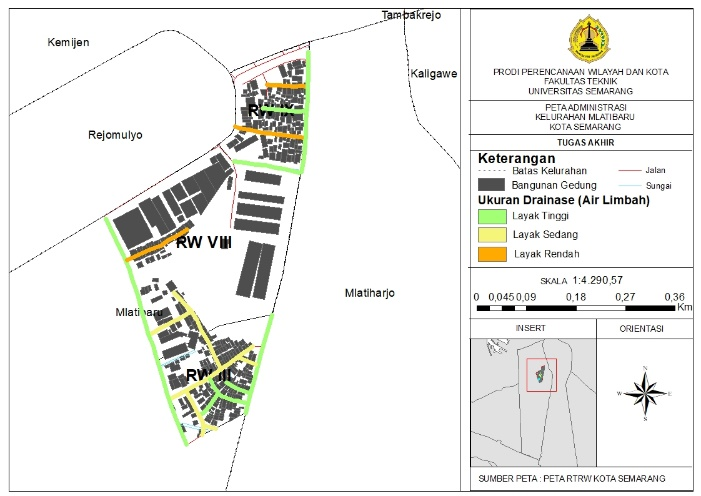 Tambakrejo
Kemijen
Kaligawe
Rejomulyo
RW IX
RW VIII
Mlatiharjo
Mlatibaru
PRODI PERENCANAAN WILAYAH DAN KOTA
FAKULTAS TEKNIK
UNIVERSITAS SEMARANG
PETA ADMINISTRASI
KELURAHAN MLATIBARU
KOTA SEMARANG
TUGAS AKHIR
Keterangan
Batas Kelurahan
Jalan
Bangunan Gedung
Sungai
Ukuran Drainase (Air Limbah)
Layak Tinggi
Layak Sedang
Layak Rendah
SKALA 1:4.290,57
0 0,045 0,09 0,18 0,27 0,36
Km
INSERT
ORIENTASI
N
W E
S
SUMBER PETA : PETA RTRW KOTA SEMARANG